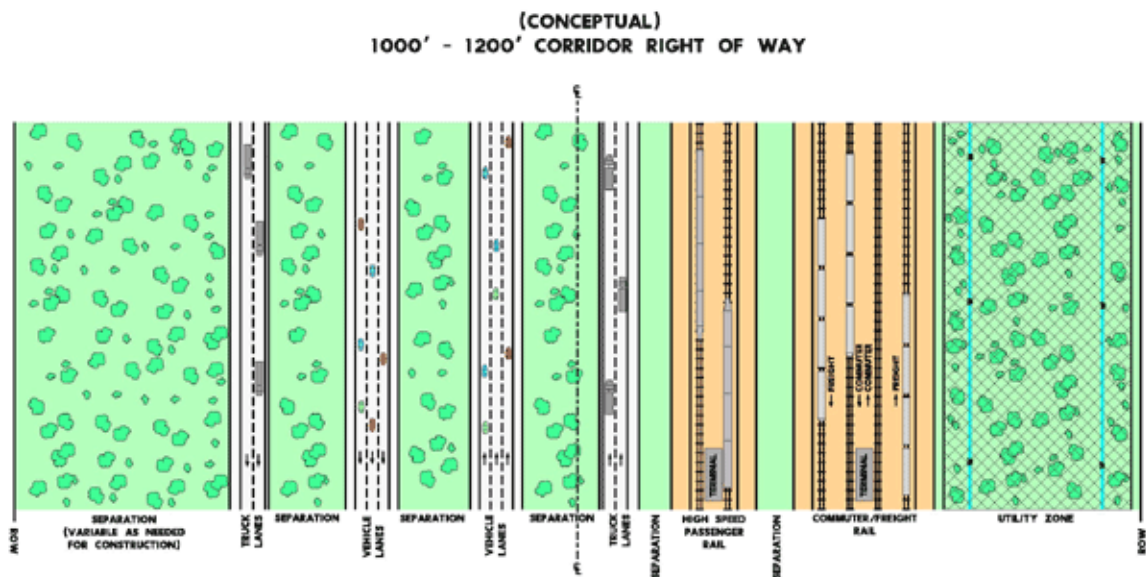 (CONCEPTUAL)
1000' - 1200' CORRIDOR RIGHT OF WAY
FREIGHT
COMMUTER
COMMUTER
FREIGHT
TERMINAL
TERMINAL
ROW
SEPARATION
(VARIABLE AS NEEDED
FOR CONSTRUCTION)
TRUCK
LANES
SEPARATION
VEHICLE
LANES
SEPARATION
VEHICLE
LANES
SEPARATION
TRUCK
LANES
SEPARATION
HIGH SPEED
PASSENGER
RAIL
SEPARATION
COMMUTER/FREIGHT
RAIL
UTILITY ZONE
ROW